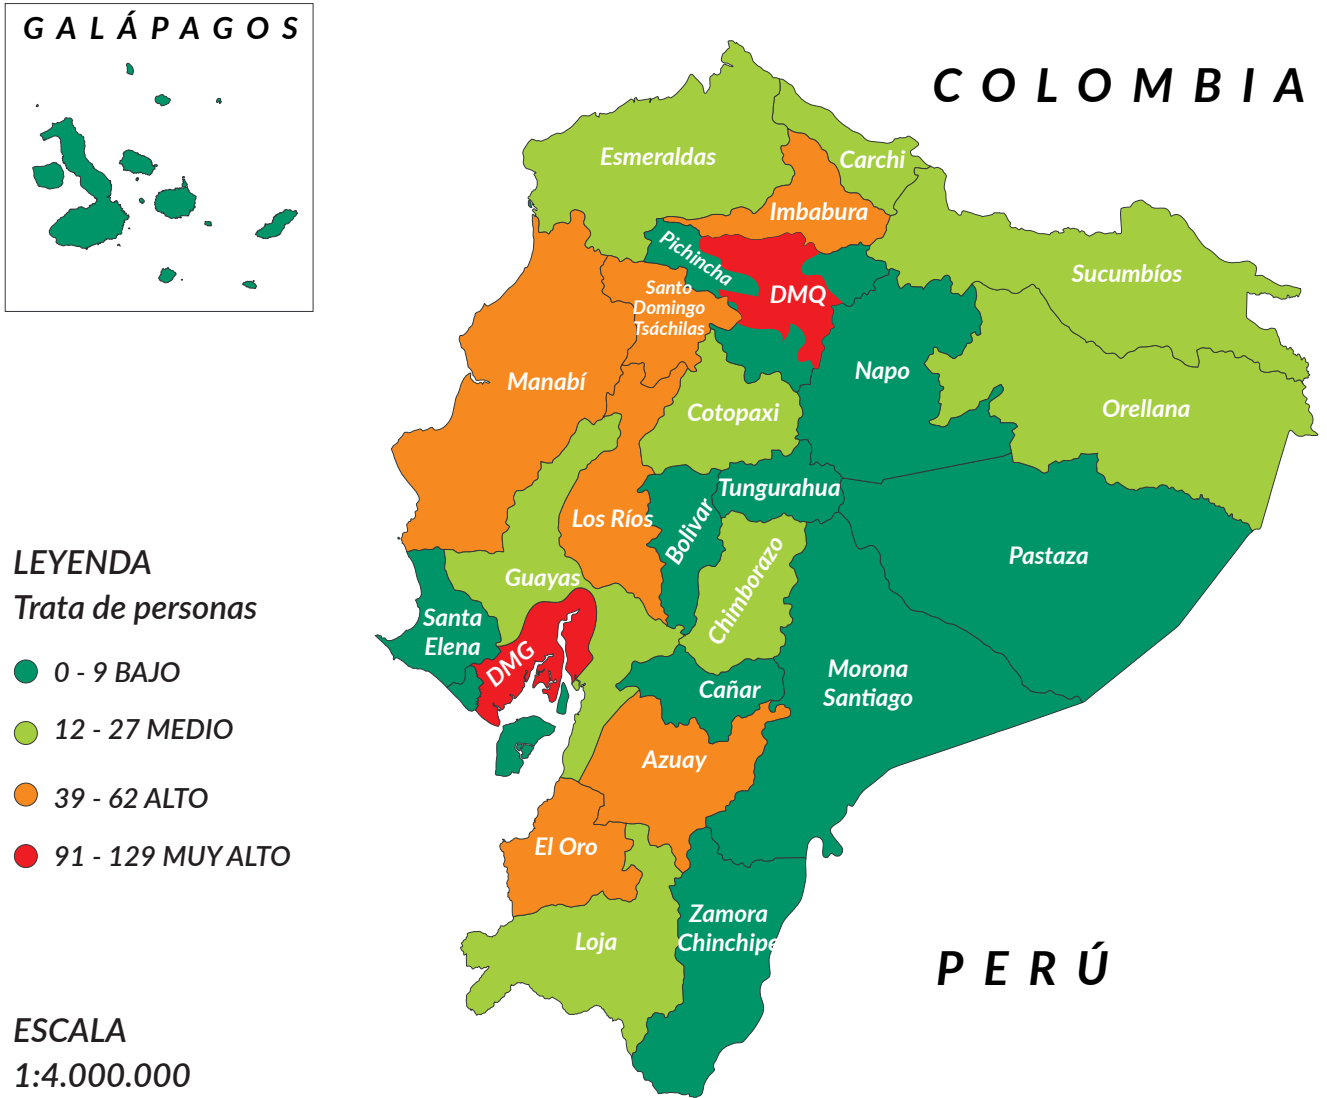 GALÁPAGOS
COLOMBIA
Esmeraldas
Carchi
Imbabura
Pichincha
DMQ
Sucumbíos
Santo
Domingo
Tsáchilas
Manabí
Napo
Cotopaxi
Orellana
Tungurahua
Los Ríos
Bolivar
Chimborazo
Pastaza
Guayas
Santa
Elena
DMG
Morona
Santiago
Cañar
Azuay
El Oro
Zamora
Chinchipe
Loja
PERÚ
LEYENDA
Trata de personas
0 - 9 BAJO
12 - 27 MEDIO
39 - 62 ALTO
91 - 129 MUY ALTO
ESCALA
1:4.000.000